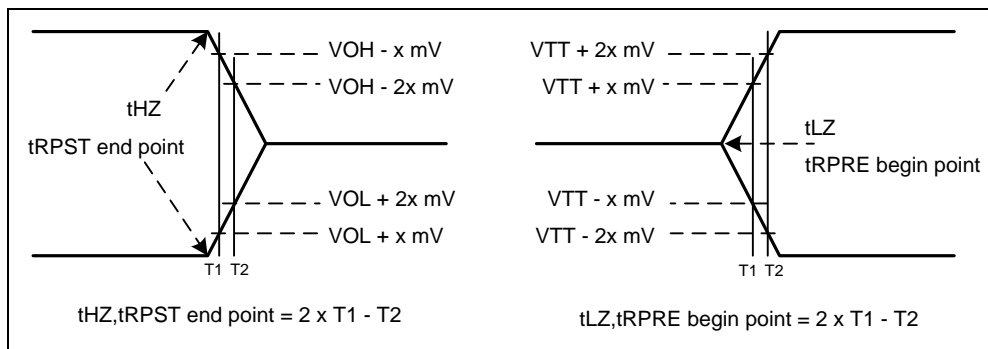 VOH - x mV
VOH - 2x mV
tHZ
tRPST end point
VOL + 2x mV
VOL + x mV
T1 T2
tHZ,tRPST end point = 2 x T1 - T2
VTT + 2x mV
VTT + x mV
tLZ
tRPRE begin point
VTT - x mV
VTT - 2x mV
T1 T2
tLZ,tRPRE begin point = 2 x T1 - T2